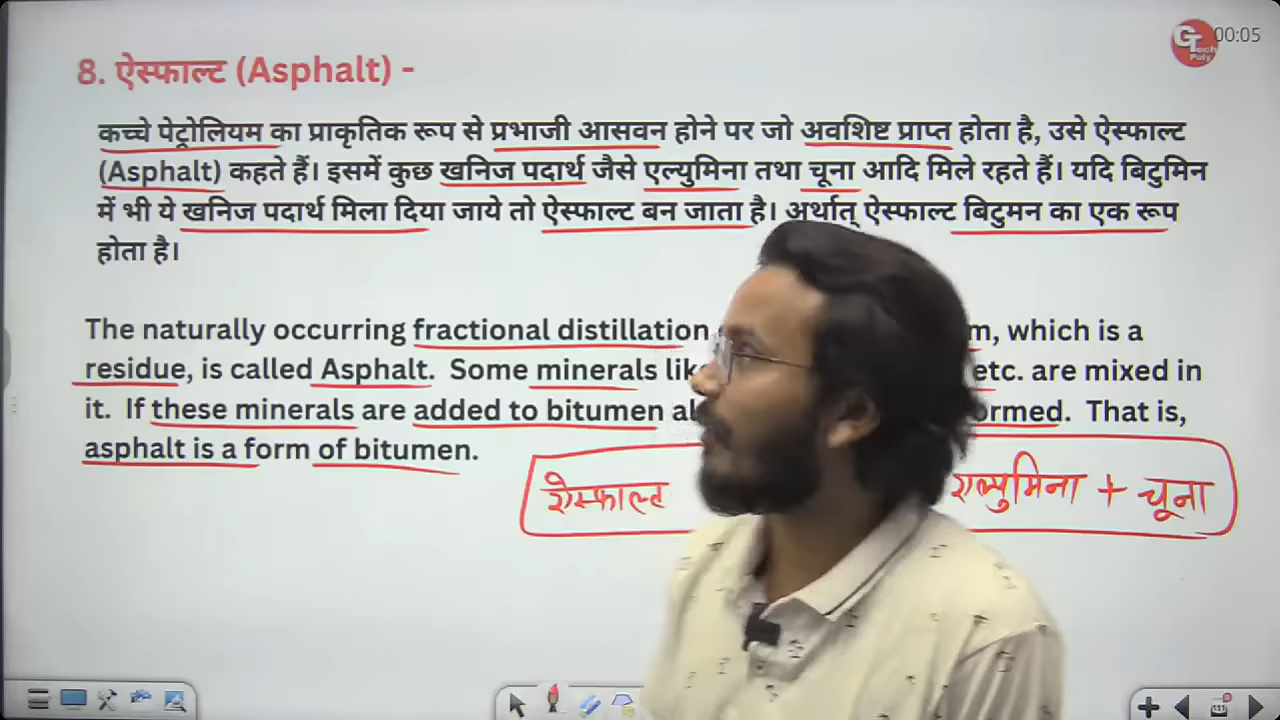 8. ऐस्फाल्ट (Asphalt) -
GTech Poly
00:05
कच्चे पेट्रोलियम का प्राकृतिक रूप से प्रभाजी आसवन होने पर जो अवशिष्ट प्राप्त होता है, उसे ऐस्फाल्ट
(Asphalt) कहते हैं। इसमें कुछ खनिज पदार्थ जैसे एल्युमिना तथा चूना आदि मिले रहते हैं। यदि बिटुमिन
में भी ये खनिज पदार्थ मिला दिया जाये तो ऐस्फाल्ट बन जाता है। अर्थात् ऐस्फाल्ट बिटुमन का एक रूप
होता है।
The naturally occurring fractional distillation which is a
residue, is called Asphalt. Some minerals etc. are mixed in
it. If these minerals are added to bitumen That is,
asphalt is a form of bitumen.
ऐस्फाल्ट एल्युमिना + चूना